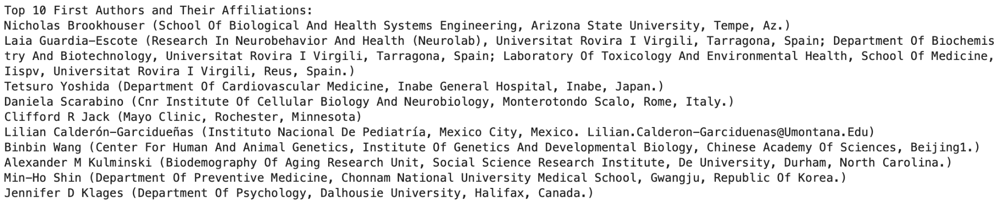 Top 10 First Authors and Their Affiliations:
Nicholas Brookhouser (School Of Biological And Health Systems Engineering, Arizona State University, Tempe, Az.)
Laia Guardia-Escote (Research In Neurobehavior And Health (Neurolab), Universitat Rovira I Virgili, Tarragona, Spain; Department Of Biochemis
try And Biotechnology, Universitat Rovira I Virgili, Tarragona, Spain; Laboratory Of Toxicology And Environmental Health, School Of Medicine,
Iispv, Universitat Rovira I Virgili, Reus, Spain.)
Tetsuro Yoshida (Department Of Cardiovascular Medicine, Inabe General Hospital, Inabe, Japan.)
Daniela Scarabino (Cnr Institute Of Cellular Biology And Neurobiology, Monterotondo Scalo, Rome, Italy.)
Clifford R Jack (Mayo Clinic, Rochester, Minnesota)
Lilian Calderón-Garcidueñas (Instituto Nacional De Pediatría, Mexico City, Mexico. Lilian.Calderon-Garciduenas@Umontana.Edu)
Binbin Wang (Center For Human And Animal Genetics, Institute Of Genetics And Developmental Biology, Chinese Academy Of Sciences, Beijing1.)
Alexander M Kulminski (Biodemography Of Aging Research Unit, Social Science Research Institute, De University, Durham, North Carolina.)
Min-Ho Shin (Department Of Preventive Medicine, Chonnam National University Medical School, Gwangju, Republic Of Korea.)
Jennifer D Klages (Department Of Psychology, Dalhousie University, Halifax, Canada.)